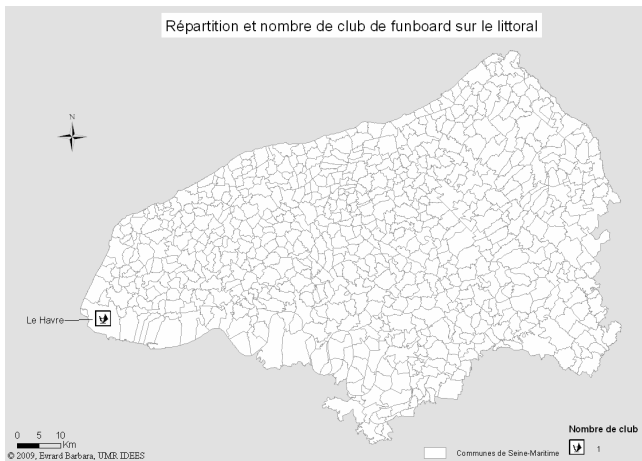 Répartition et nombre de club de funboard sur le littoral
N
Le Havre
0 5 10
Km
© 2009, Evrard Barbara, UMR IDEES
Communes de Seine-Maritime
Nombre de club
1